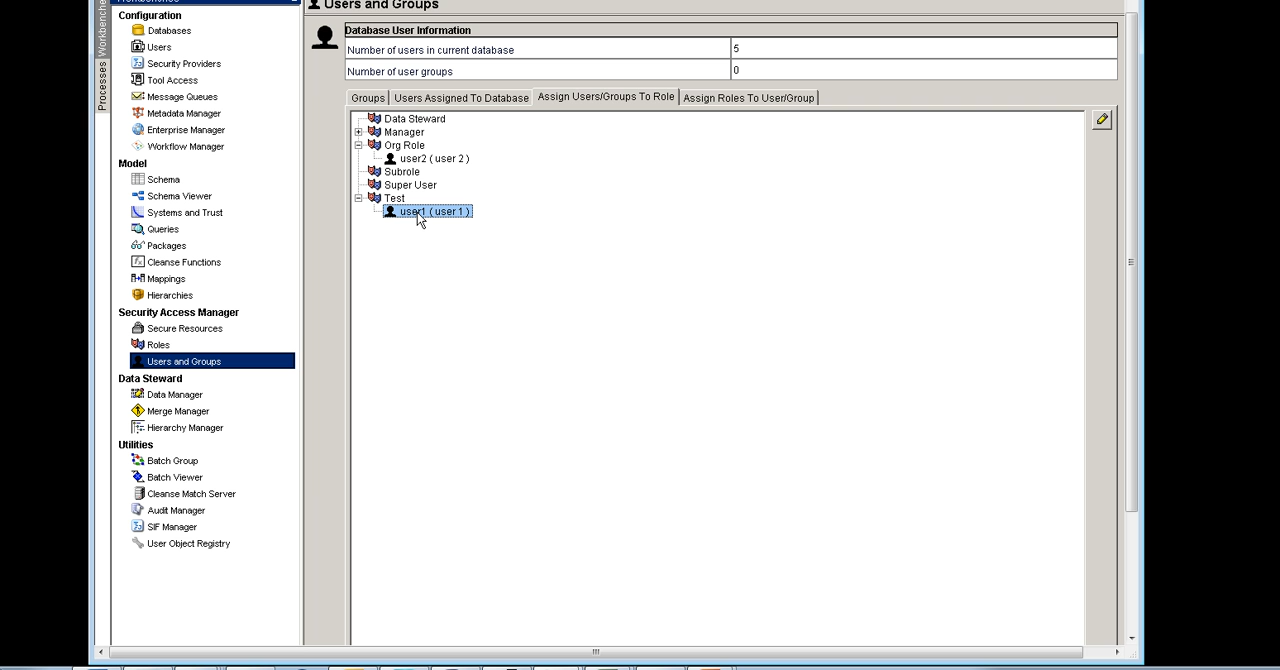 Users and Groups
Workbenche
Processes
Configuration
Databases
Users
Security Providers
Tool Access
Message Queues
Metadata Manager
Enterprise Manager
Workflow Manager
Model
Schema
Schema Viewer
Systems and Trust
Queries
Packages
Cleanse Functions
Mappings
Hierarchies
Security Access Manager
Secure Resources
Roles
Users and Groups
Data Steward
Data Manager
Merge Manager
Hierarchy Manager
Utilities
Batch Group
Batch Viewer
Cleanse Match Server
Audit Manager
SIF Manager
User Object Registry
Database User Information
Number of users in current database 5
Number of user groups 0
Groups Users Assigned To Database Assign Users/Groups To Role Assign Roles To User/Group
Data Steward
Manager
Org Role
user2 ( user 2 )
Subrole
Super User
Test
user1 ( user 1 )